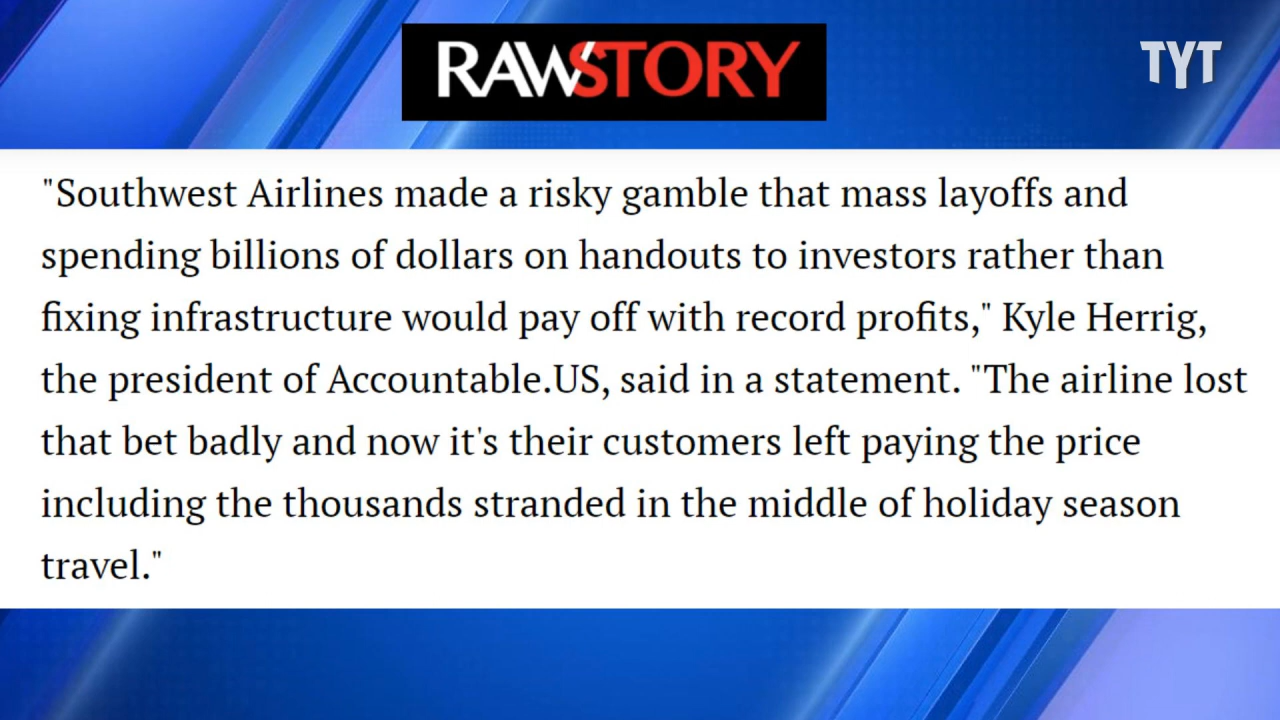 RAWSTORY
TYT
"Southwest Airlines made a risky gamble that mass layoffs and
spending billions of dollars on handouts to investors rather than
fixing infrastructure would pay off with record profits," Kyle Herrig,
the president of Accountable.US, said in a statement. "The airline lost
that bet badly and now it's their customers left paying the price
including the thousands stranded in the middle of holiday season
travel."